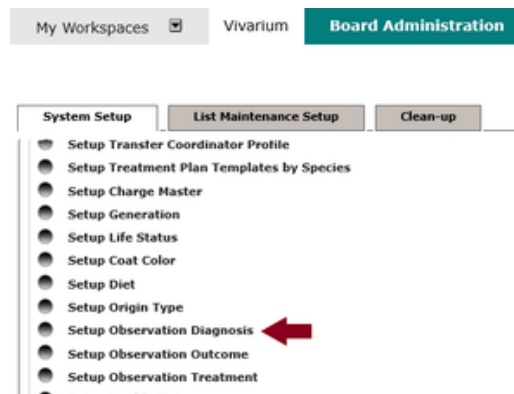 My Workspaces Vivarium Board Administration
System Setup List Maintenance Setup Clean-up
Setup Transfer Coordinator Profile
Setup Treatment Plan Templates by Species
Setup Charge Master
Setup Generation
Setup Life Status
Setup Coat Color
Setup Diet
Setup Origin Type
Setup Observation Diagnosis
Setup Observation Outcome
Setup Observation Treatment